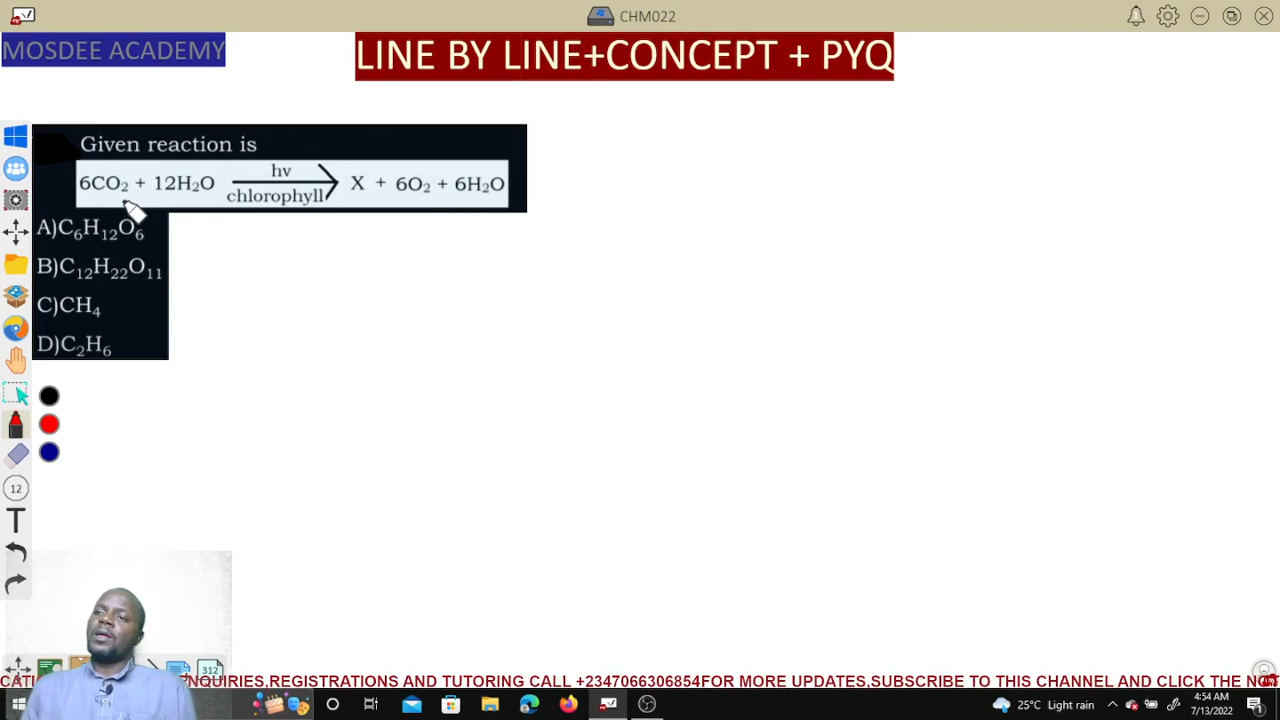 CHM022
MOSDEE ACADEMY
LINE BY LINE+CONCEPT + PYQ
Given reaction is
6CO₂ + 12H₂O hv chlorophyll X + 6O₂ + 6H₂O
A)C₆H₁₂O₆
B)C₁₂H₂₂O₁₁
C)CH₄
D)C₂H₆
12
T
312
NQUIRIES,REGISTRATIONS AND TUTORING CALL +2347066306854FOR MORE UPDATES,SUBSCRIBE TO THIS CHANNEL AND CLICK THE
25°C Light rain
4:54 AM
7/13/2022